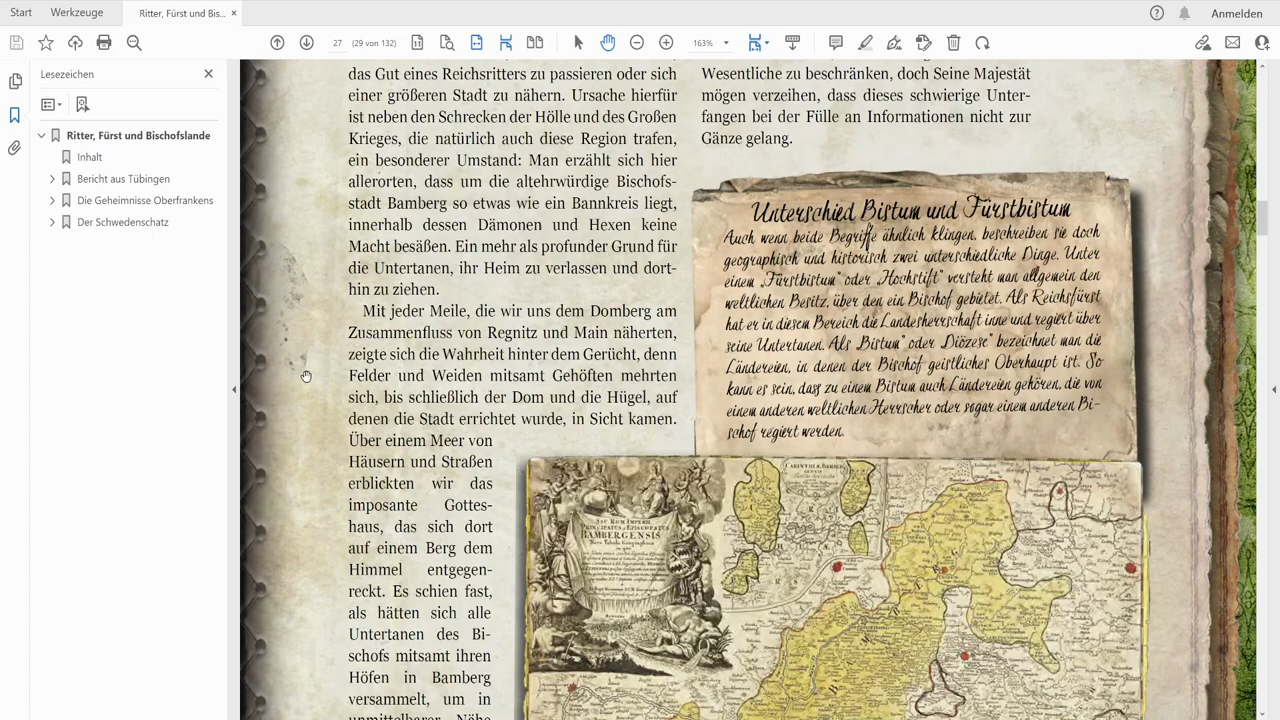 Start
Werkzeuge
Ritter, Fürst und Bis... ×
Anmelden
27 (29 von 132)
163%
Lesezeichen
Ritter, Fürst und Bischofslande
Inhalt
Bericht aus Tübingen
Die Geheimnisse Oberfrankens
Der Schwedenschatz
das Gut eines Reichsritters zu passieren oder sich
einer größeren Stadt zu nähern. Ursache hierfür
ist neben den Schrecken der Hölle und des Großen
Krieges, die natürlich auch diese Region trafen,
ein besonderer Umstand: Man erzählt sich hier
allerorten, dass um die altehrwürdige Bischofs-
stadt Bamberg so etwas wie ein Bannkreis liegt,
innerhalb dessen Dämonen und Hexen keine
Macht besäßen. Ein mehr als profunder Grund für
die Untertanen, ihr Heim zu verlassen und dort-
hin zu ziehen.
Mit jeder Meile, die wir uns dem Domberg am
Zusammenfluss von Regnitz und Main näherten,
zeigte sich die Wahrheit hinter dem Gerücht, denn
Felder und Weiden mitsamt Gehöften mehrten
sich, bis schließlich der Dom und die Hügel, auf
denen die Stadt errichtet wurde, in Sicht kamen.
Über einem Meer von
Häusern und Straßen
erblickten wir das
imposante Gottes-
haus, das sich dort
auf einem Berg dem
Himmel entgegen-
reckt. Es schien fast,
als hätten sich alle
Untertanen des Bi-
schofs mitsamt ihren
Höfen in Bamberg
versammelt, um in
unmittelbarer Nähe
Wesentliche zu beschränken, doch Seine Majestät
mögen verzeihen, dass dieses schwierige Unter-
fangen bei der Fülle an Informationen nicht zur
Gänze gelang.
Unterschied Bistum und Fürstbistum
Auch wenn beide Begriffe ähnlich klingen, beschreiben sie doch
geographisch und historisch zwei unterschiedliche Dinge. Unter
einem „Fürstbistum" oder „Hochstift" versteht man allgemein den
weltlichen Besitz, über den ein Bischof gebietet. Als Reichsfürst
hat er in diesem Bereich die Landesherrschaft inne und regiert über
seine Untertanen. Als „Bistum" oder „Diözese" bezeichnet man die
Ländereien, in denen der Bischof geistliches Oberhaupt ist. So
kann es sein, dass zu einem Bistum auch Ländereien gehören, die von
einem anderen weltlichen Herrscher oder sogar einem anderen Bi-
schof regiert werden.
SAC ROM IMPERII
PRINCIPATUS EPISCOPATUS
BAMBERGENSIS
Nova Tabula Geographica